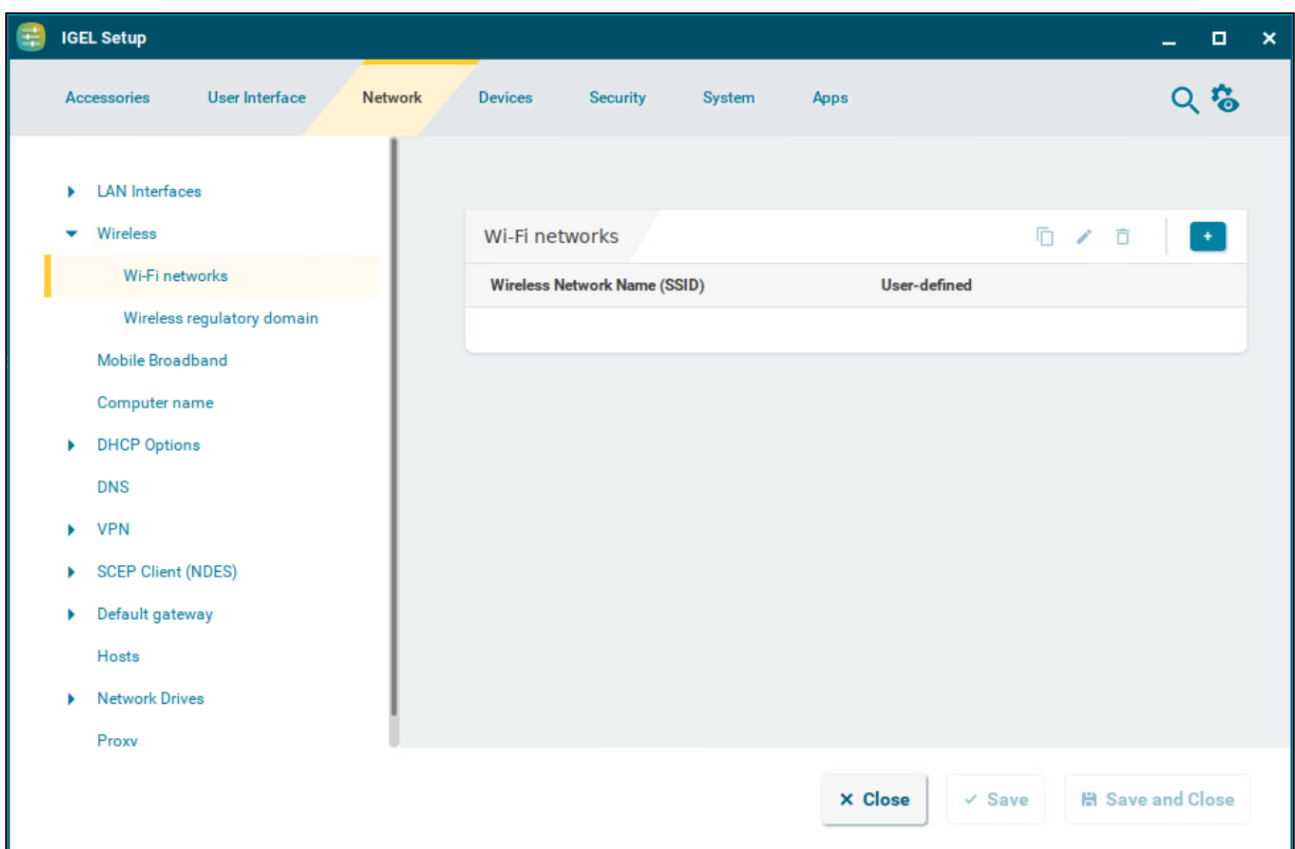 IGEL Setup
Accessories User Interface Network Devices Security System Apps
LAN Interfaces
Wireless
Wi-Fi networks
Wireless regulatory domain
Mobile Broadband
Computer name
DHCP Options
DNS
VPN
SCEP Client (NDES)
Default gateway
Hosts
Network Drives
Proxy
Wi-Fi networks
Wireless Network Name (SSID) User-defined
Close Save Save and Close